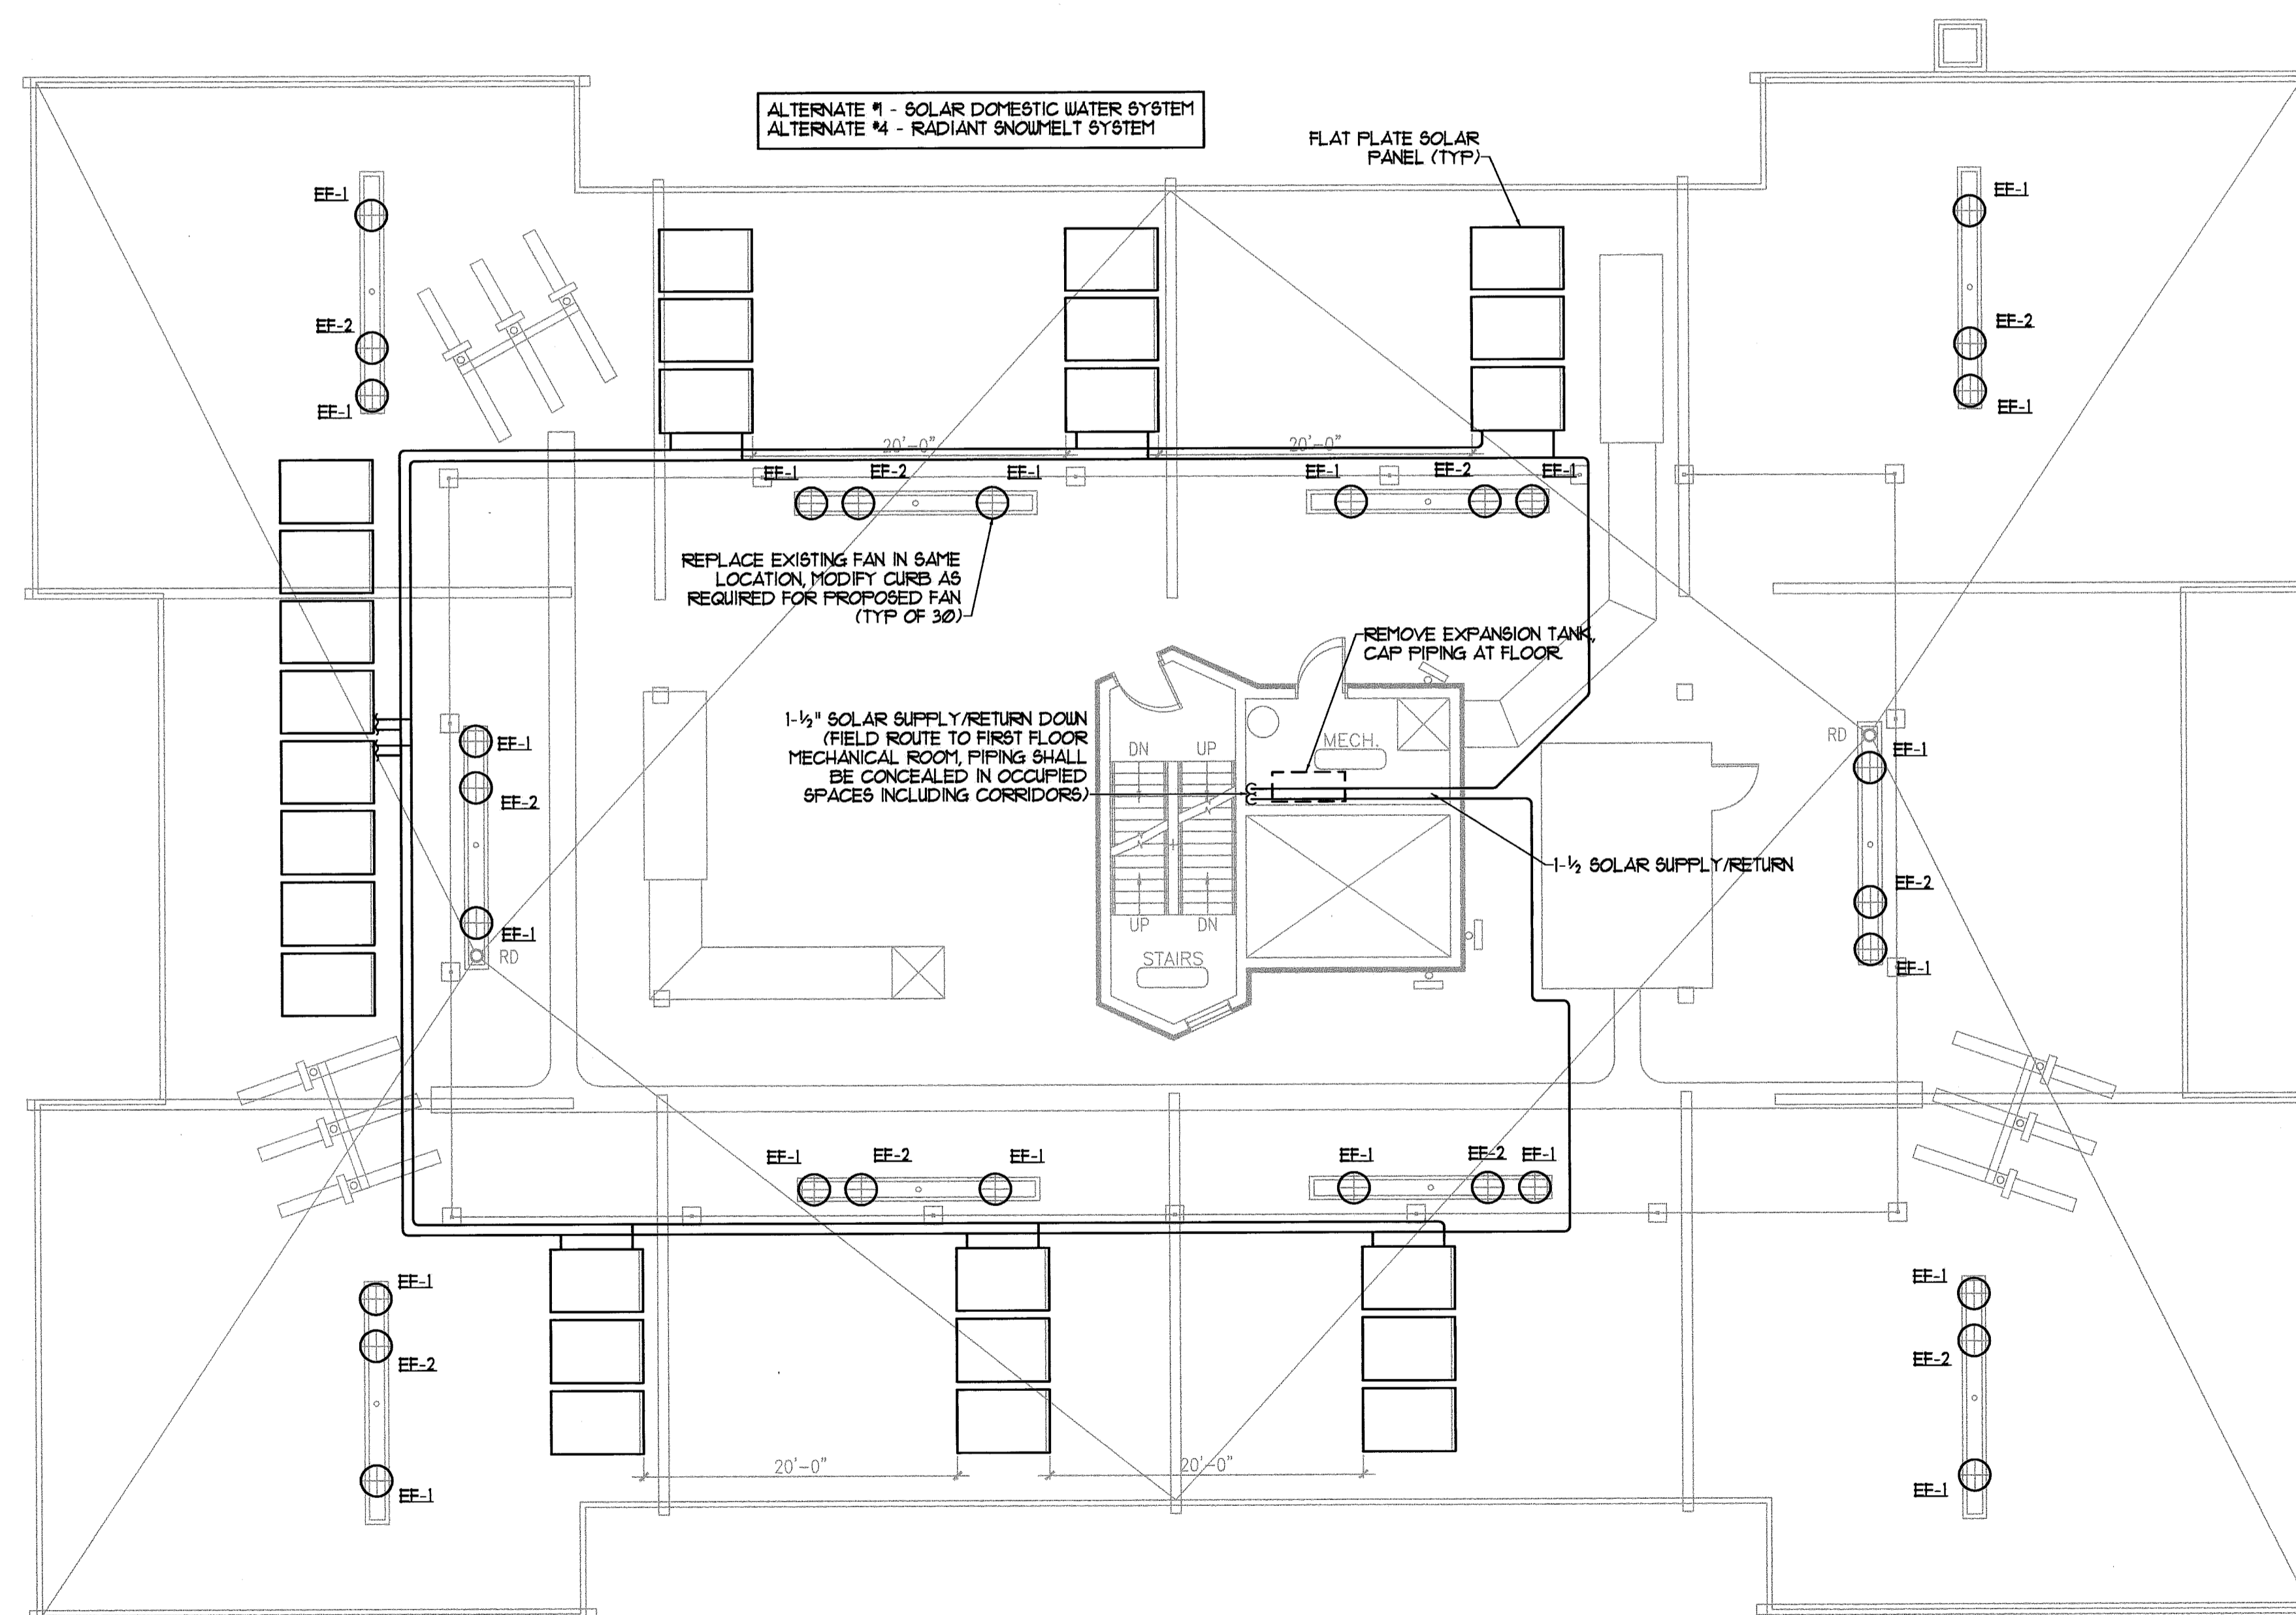 ALTERNATE #1 - SOLAR DOMESTIC WATER SYSTEM
ALTERNATE #4 - RADIANT SNOWMELT SYSTEM
FLAT PLATE SOLAR
PANEL (TYP)
EF-1
EF-2
EF-1
EF-1
EF-2
EF-1
20'-0"
20'-0"
EF-1
EF-2
EF-1
EF-1
EF-2
EF-1
REPLACE EXISTING FAN IN SAME
LOCATION, MODIFY CURB AS
REQUIRED FOR PROPOSED FAN
(TYP OF 30)
REMOVE EXPANSION TANK,
CAP PIPING AT FLOOR
1-1/2" SOLAR SUPPLY/RETURN DOWN
(FIELD ROUTE TO FIRST FLOOR
MECHANICAL ROOM, PIPING SHALL
BE CONCEALED IN OCCUPIED
SPACES INCLUDING CORRIDORS)
DN
UP
MECH.
RD
EF-1
EF-2
EF-1
RD
EF-1
EF-2
EF-1
1-1/2 SOLAR SUPPLY/RETURN
UP
DN
STAIRS
EF-1
EF-2
EF-1
EF-1
EF-2
EF-1
EF-1
EF-2
EF-1
EF-1
EF-2
EF-1
20'-0"
20'-0"